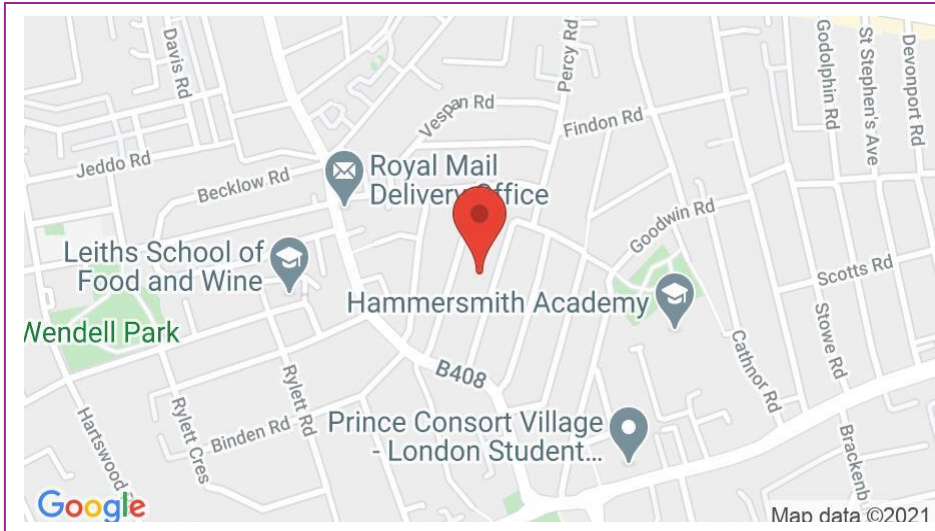 Davis Rd
Percy Rd
Godolphin Rd
St Stephen's Ave
Devonport Rd
Vespan Rd
Findon Rd
Jeddo Rd
Becklow Rd
Royal Mail
Delivery Office
Goodwin Rd
Leiths School of
Food and Wine
Scotts Rd
Hammersmith Academy
Wendell Park
Stowe Rd
Cathnor Rd
B408
Rylett Rd
Rylett Cres
Binden Rd
Hartswood
Prince Consort Village
- London Student...
Brackenb
Google
Map data ©2021